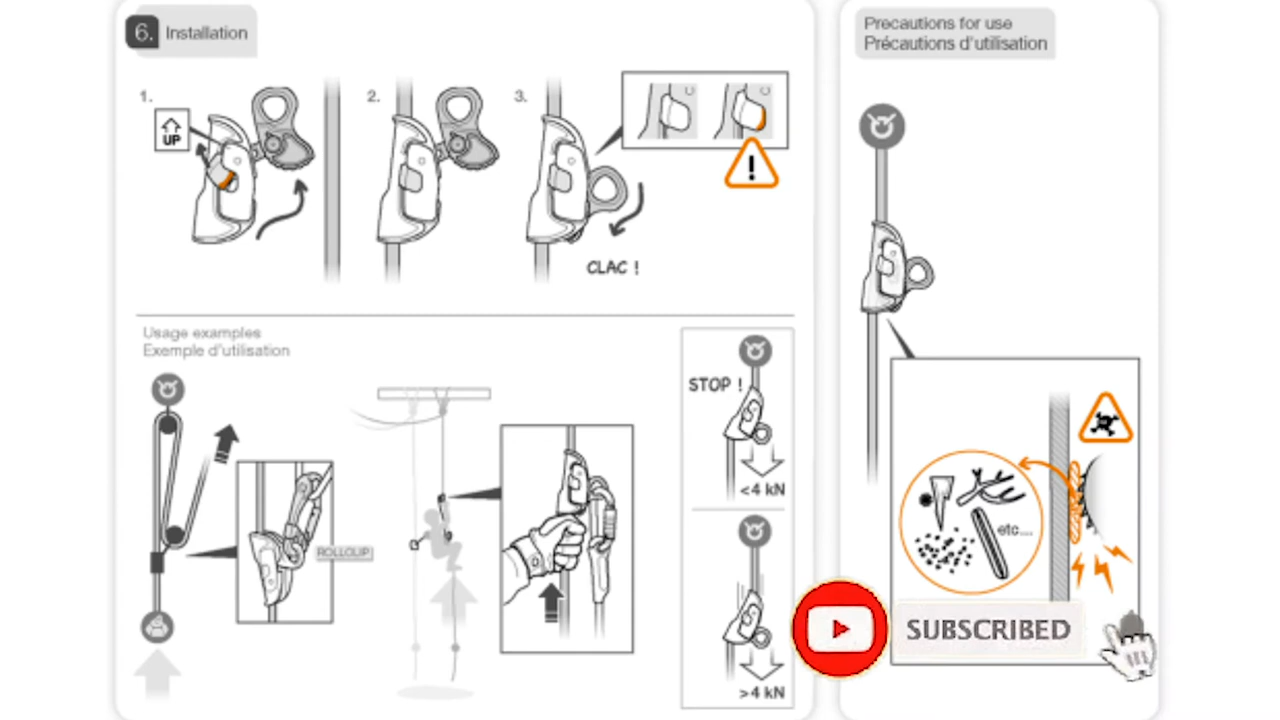 6. Installation
1.
UP
2.
3.
!
CLAC !
Usage examples
Exemple d'utilisation
ROLLCLIP
STOP !
<4 kN
>4 kN
Precautions for use
Précautions d'utilisation
etc...
SUBSCRIBED